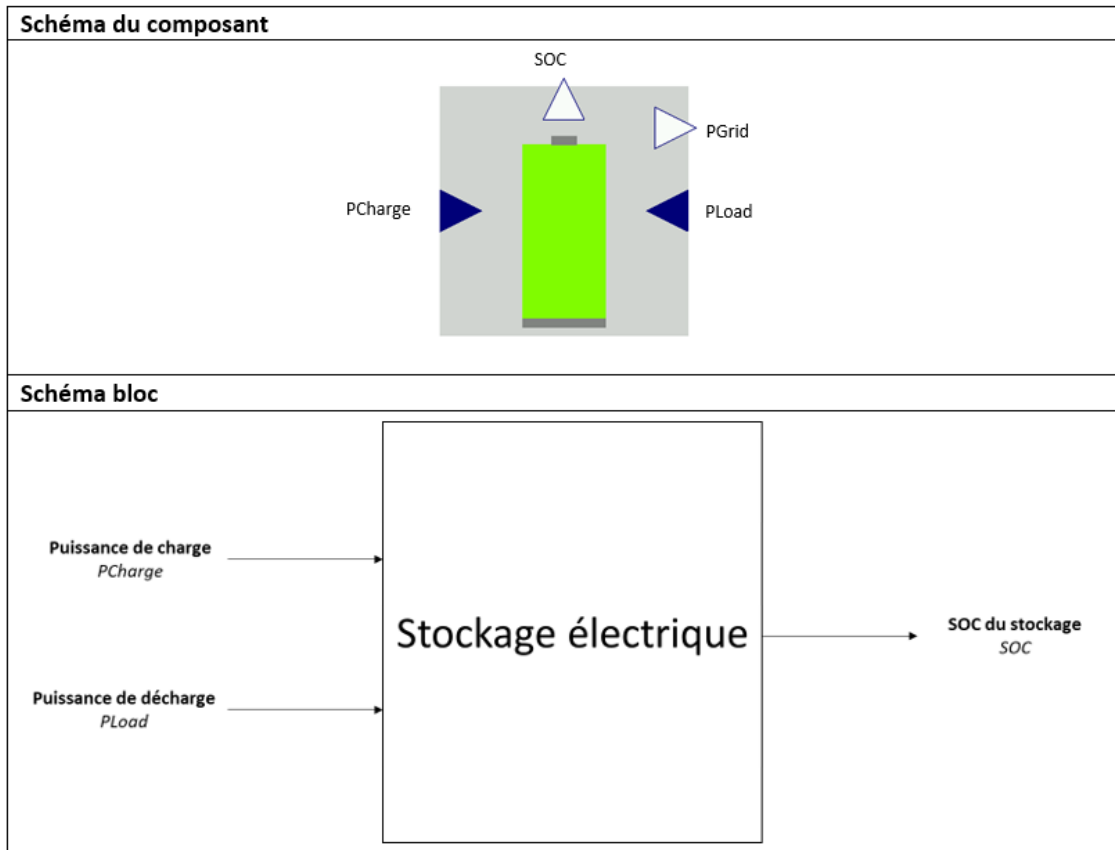 Schéma du composant
SOC
PGrid
PCharge
PLoad
Schéma bloc
Puissance de charge
PCharge
Stockage électrique
SOC du stockage
SOC
Puissance de décharge
PLoad